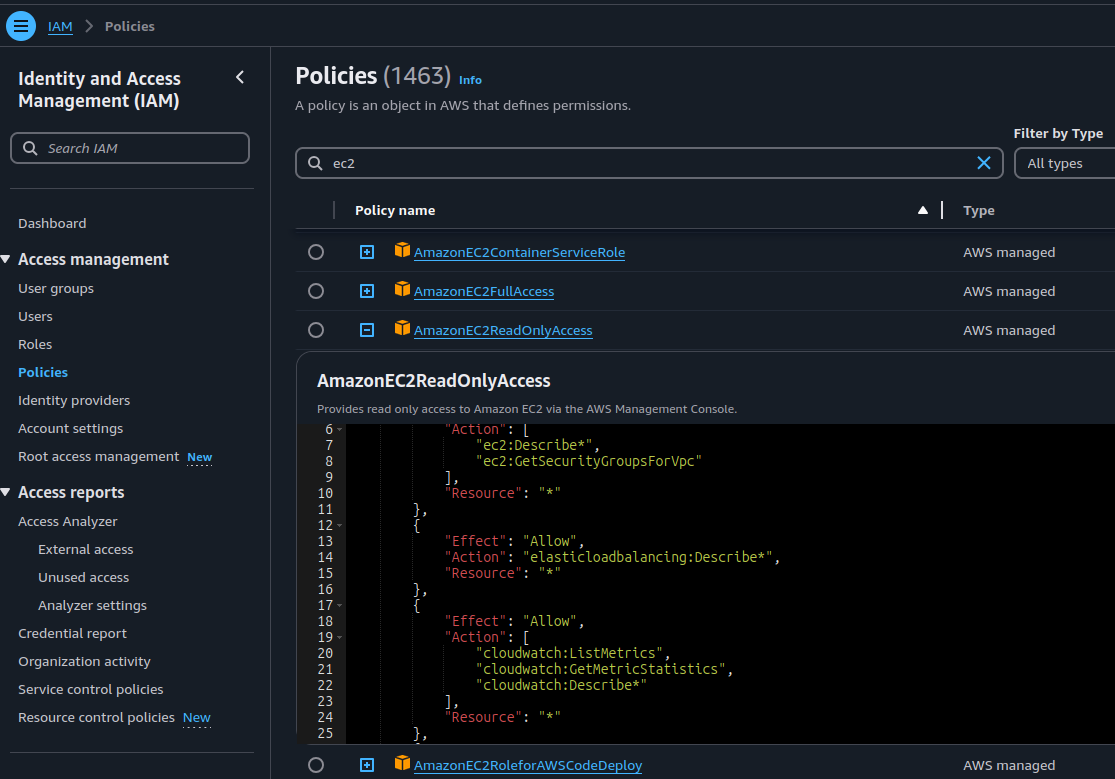 IAM > Policies
Identity and Access
Management (IAM)
Search IAM
Dashboard
Access management
User groups
Users
Roles
Policies
Identity providers
Account settings
Root access management New
Access reports
Access Analyzer
External access
Unused access
Analyzer settings
Credential report
Organization activity
Service control policies
Resource control policies New
Policies (1463) Info
A policy is an object in AWS that defines permissions.
Filter by Type
ec2
All types
Policy name
Type
AmazonEC2ContainerServiceRole AWS managed
AmazonEC2FullAccess AWS managed
AmazonEC2ReadOnlyAccess AWS managed
AmazonEC2ReadOnlyAccess
Provides read only access to Amazon EC2 via the AWS Management Console.
6 "Action": [
7 "ec2:Describe*",
8 "ec2:GetSecurityGroupsForVpc"
9 ],
10 "Resource": "*"
11 },
12 {
13 "Effect": "Allow",
14 "Action": "elasticloadbalancing:Describe*",
15 "Resource": "*"
16 },
17 {
18 "Effect": "Allow",
19 "Action": [
20 "cloudwatch:ListMetrics",
21 "cloudwatch:GetMetricStatistics",
22 "cloudwatch:Describe*"
23 ],
24 "Resource": "*"
25 },
AmazonEC2RoleforAWSCodeDeploy AWS managed